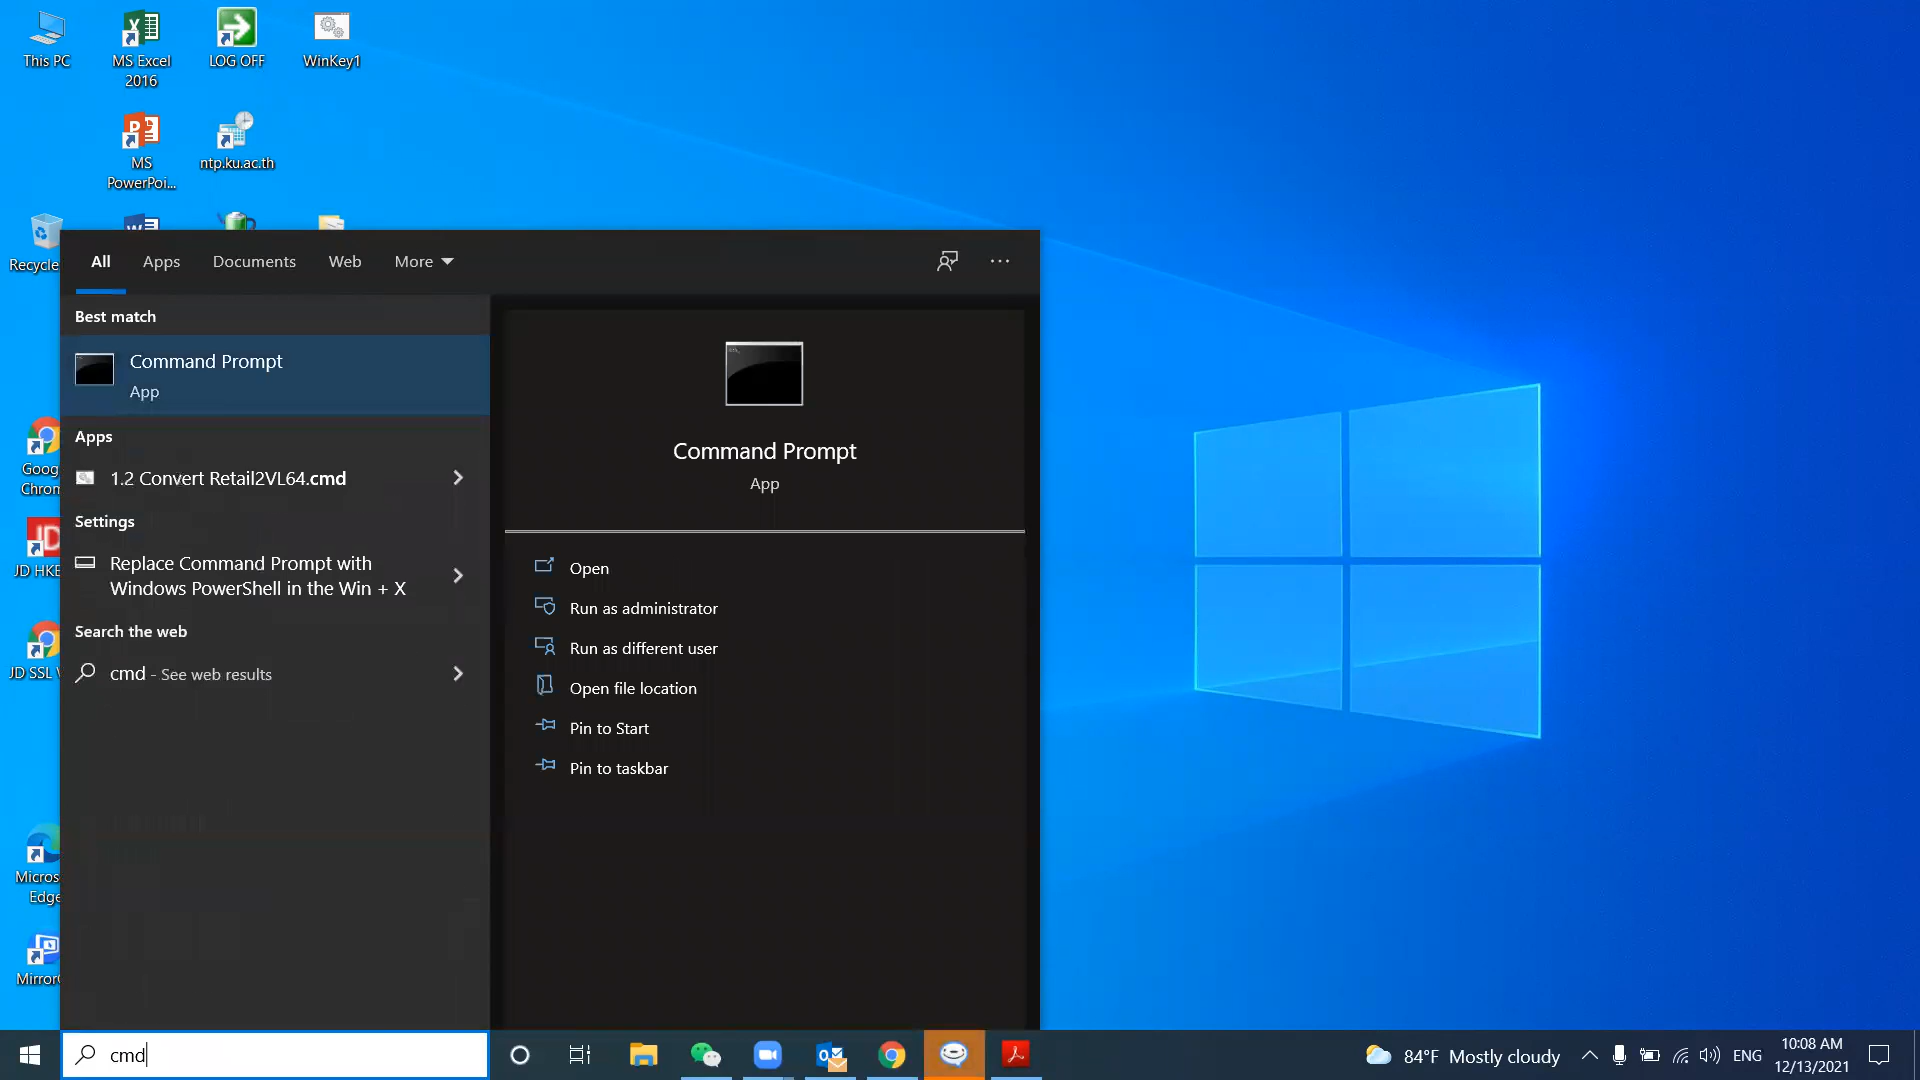 This PC
MS Excel
2016
LOG OFF
WinKey1
MS
PowerPoi...
ntp.ku.ac.th
Recycle
Goog
Chron
JD HKE
JD SSL V
Micros
Edge
Mirror
All
Apps
Documents
Web
More
Best match
Command Prompt
App
Apps
1.2 Convert Retail2VL64.cmd
Settings
Replace Command Prompt with
Windows PowerShell in the Win + X
Search the web
cmd - See web results
Command Prompt
App
Open
Run as administrator
Run as different user
Open file location
Pin to Start
Pin to taskbar
cmd
84°F Mostly cloudy
ENG
10:08 AM
12/13/2021